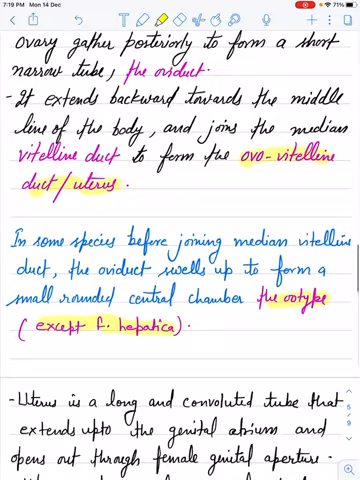 7:19 PM Mon 14 Dec
21%
ovary gather posteriorly to form a short
narrow tube, the oviduct.
- It extends backward towards the middle
line of the body, and joins the median
vitelline duct to form the ovo-vitelline
duct/uterus.
In some species before joining median vitelline
duct, the oviduct swells up to form a
small rounded central chamber the ootype
(except F. hepatica).
5
9
- Uterus is a long and convoluted tube that
extends upto the genital atrium and
opens out through female genital aperture.